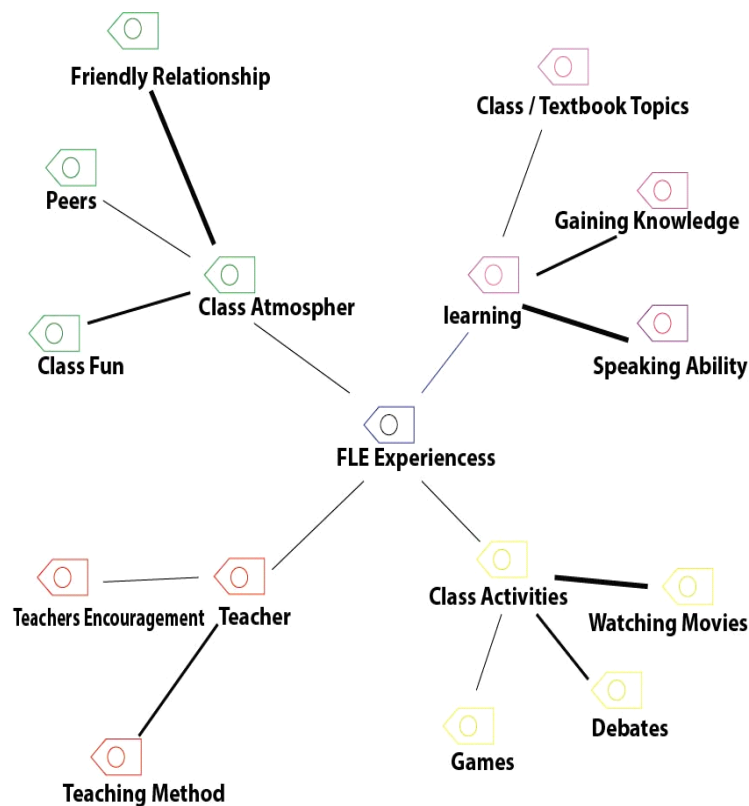 Friendly Relationship
Class / Textbook Topics
Peers
Gaining Knowledge
Class Atmospher
learning
Class Fun
Speaking Ability
FLE Experiencess
Teachers Encouragement
Teacher
Class Activities
Watching Movies
Debates
Games
Teaching Method